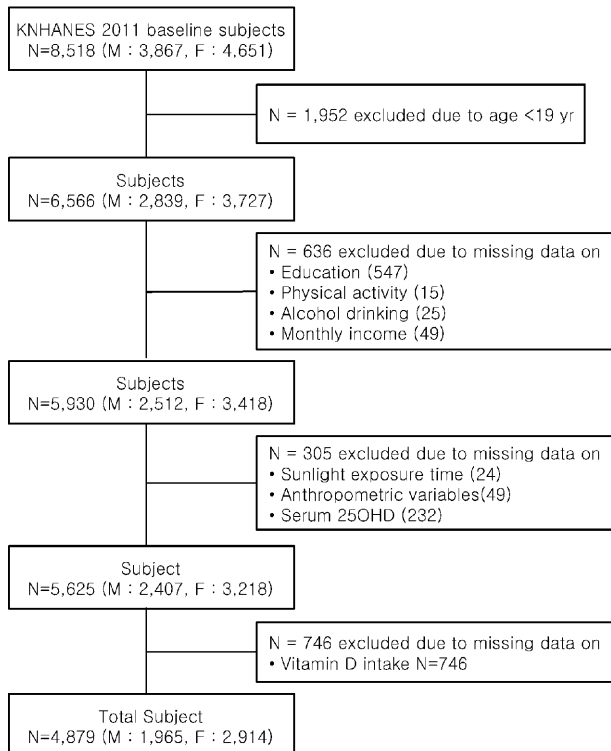 KNHANES 2011 baseline subjects
N=8,518 (M : 3,867, F : 4,651)
N = 1,952 excluded due to age <19 yr
Subjects
N=6,566 (M : 2,839, F : 3,727)
N = 636 excluded due to missing data on
• Education (547)
• Physical activity (15)
• Alcohol drinking (25)
• Monthly income (49)
Subjects
N=5,930 (M : 2,512, F : 3,418)
N = 305 excluded due to missing data on
• Sunlight exposure time (24)
• Anthropometric variables(49)
• Serum 25OHD (232)
Subject
N=5,625 (M : 2,407, F : 3,218)
N = 746 excluded due to missing data on
• Vitamin D intake N=746
Total Subject
N=4,879 (M : 1,965, F : 2,914)